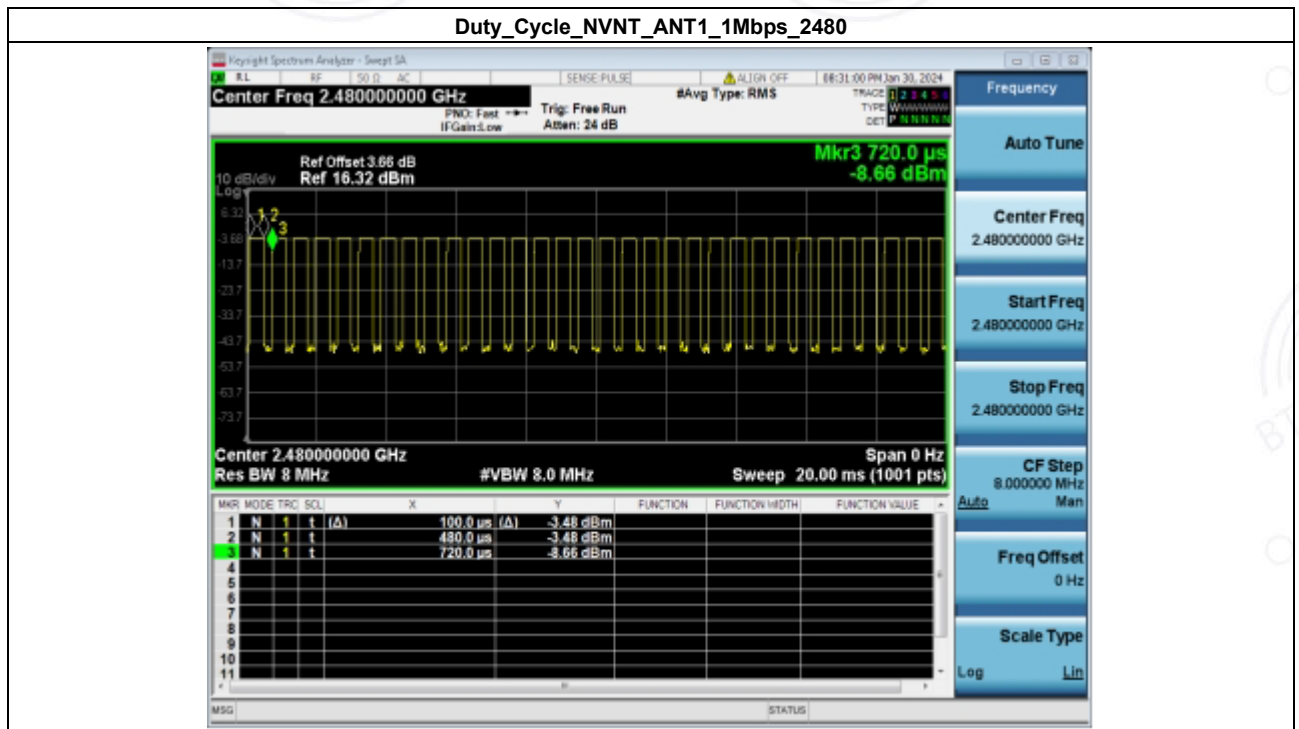 Duty_Cycle_NVNT_ANT1_1Mbps_2480
Keysight Spectrum Analyzer - Swept SA
RL RF 50 Ω AC SENSE:PULSE ALIGN OFF 08:31:00 PM Jan 30, 2024
Center Freq 2.480000000 GHz
PNO: Fast
IFGain:Low
Trig: Free Run
Atten: 24 dB
#Avg Type: RMS
TRACE 1 2 3 4 5 6
TYPE WWWWWWW
DET P N N N N N
Frequency
Auto Tune
Center Freq
2.480000000 GHz
Start Freq
2.480000000 GHz
Stop Freq
2.480000000 GHz
CF Step
8.000000 MHz
Auto Man
Freq Offset
0 Hz
Scale Type
Log Lin
Mkr3 720.0 µs
-8.66 dBm
Ref Offset 3.66 dB
10 dB/div Ref 16.32 dBm
Log
6.32
-3.68
-13.7
-23.7
-33.7
-43.7
-53.7
-63.7
-73.7
1 2
3
Center 2.480000000 GHz Span 0 Hz
Res BW 8 MHz #VBW 8.0 MHz Sweep 20.00 ms (1001 pts)
MKR MODE TRC SCL X Y FUNCTION FUNCTION WIDTH FUNCTION VALUE
1 N 1 t (Δ) 100.0 µs (Δ) -3.48 dBm
2 N 1 t 480.0 µs -3.48 dBm
3 N 1 t 720.0 µs -8.66 dBm
4
5
6
7
8
9
10
11
MSG STATUS